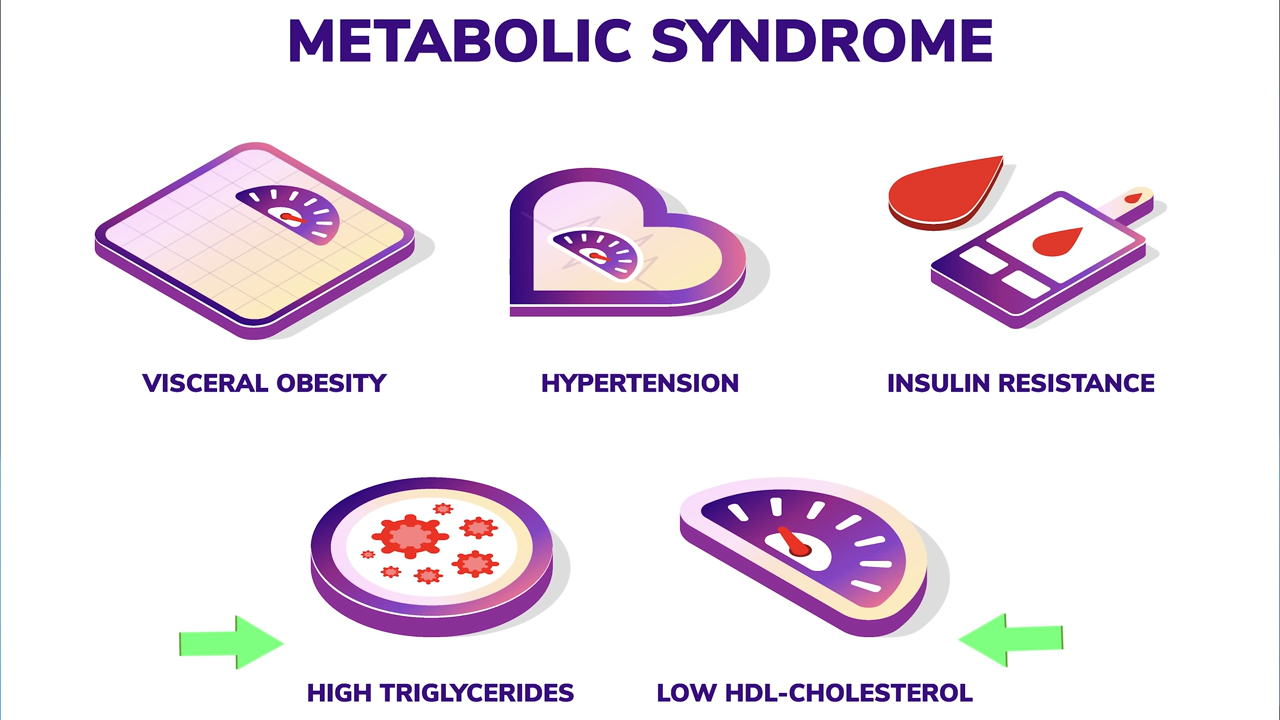 METABOLIC SYNDROME
VISCERAL OBESITY
HYPERTENSION
INSULIN RESISTANCE
HIGH TRIGLYCERIDES
LOW HDL-CHOLESTEROL